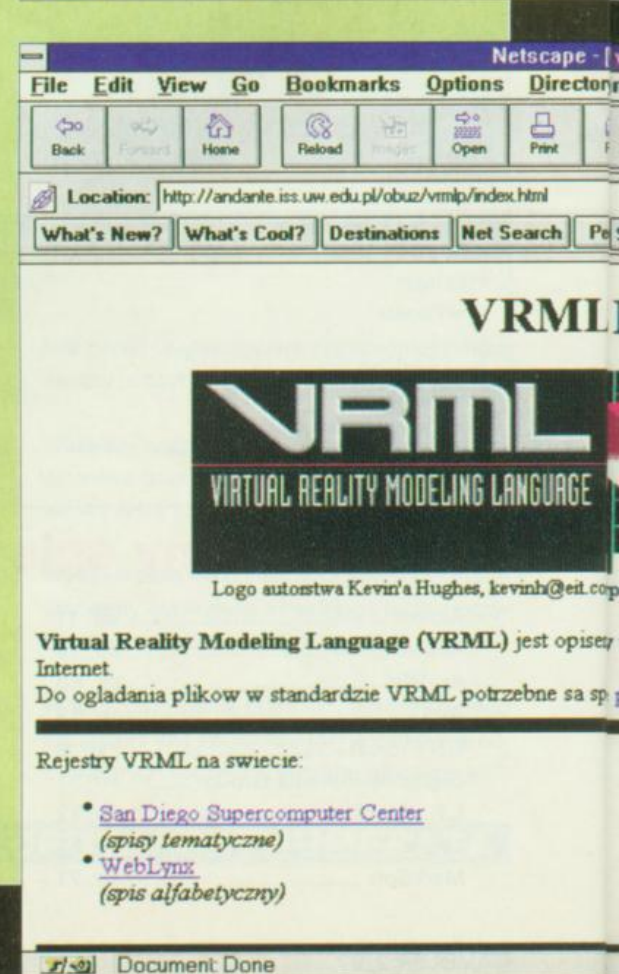 Netscape - [
File Edit View Go Bookmarks Options Director
Back Forward Home Reload Images Open Print
Location: http://andante.iss.uw.edu.pl/obuz/vrmlp/index.html
What's New? What's Cool? Destinations Net Search Pe
VRML
VRML
VIRTUAL REALITY MODELING LANGUAGE
Logo autorstwa Kevin'a Hughes, kevinh@eit.co
Virtual Reality Modeling Language (VRML) jest
Internet.
Do ogladania plikow w standardzie VRML potrzebne sa
Rejestry VRML na swiecie:
San Diego Supercomputer Center
(spisy tematyczne)
WebLynx
(spis alfabetyczny)
Document: Done